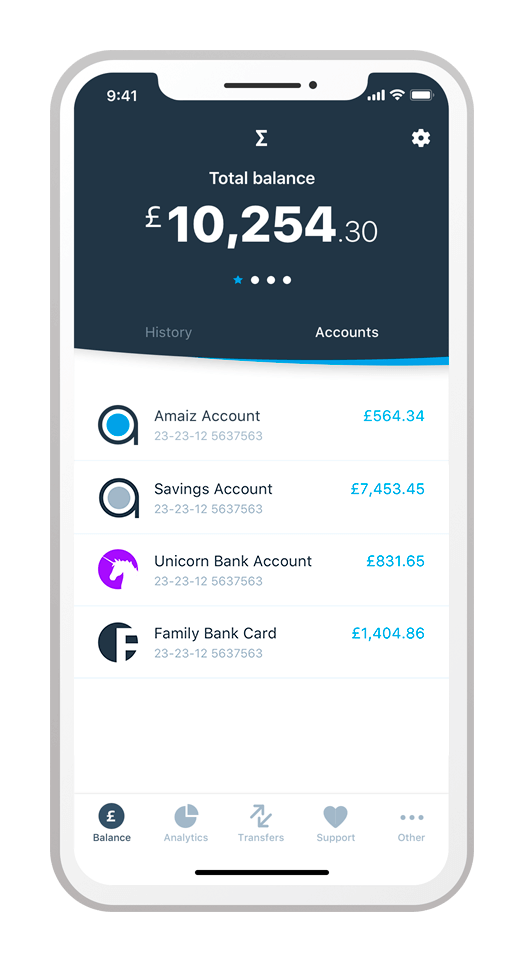 9:41
Σ
Total balance
£10,254.30
History Accounts
Amaiz Account £564.34
23-23-12 5637563
Savings Account £7,453.45
23-23-12 5637563
Unicorn Bank Account £831.65
23-23-12 5637563
F Family Bank Card £1,404.86
23-23-12 5637563
£
Balance Analytics Transfers Support Other